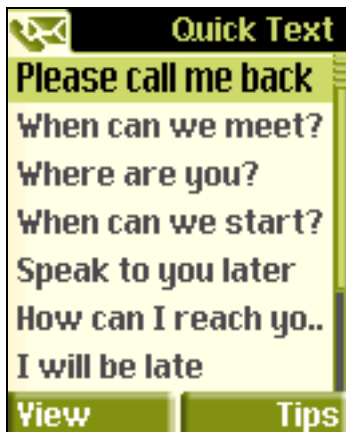 Quick Text
Please call me back
When can we meet?
Where are you?
When can we start?
Speak to you later
How can I reach yo..
I will be late
View Tips